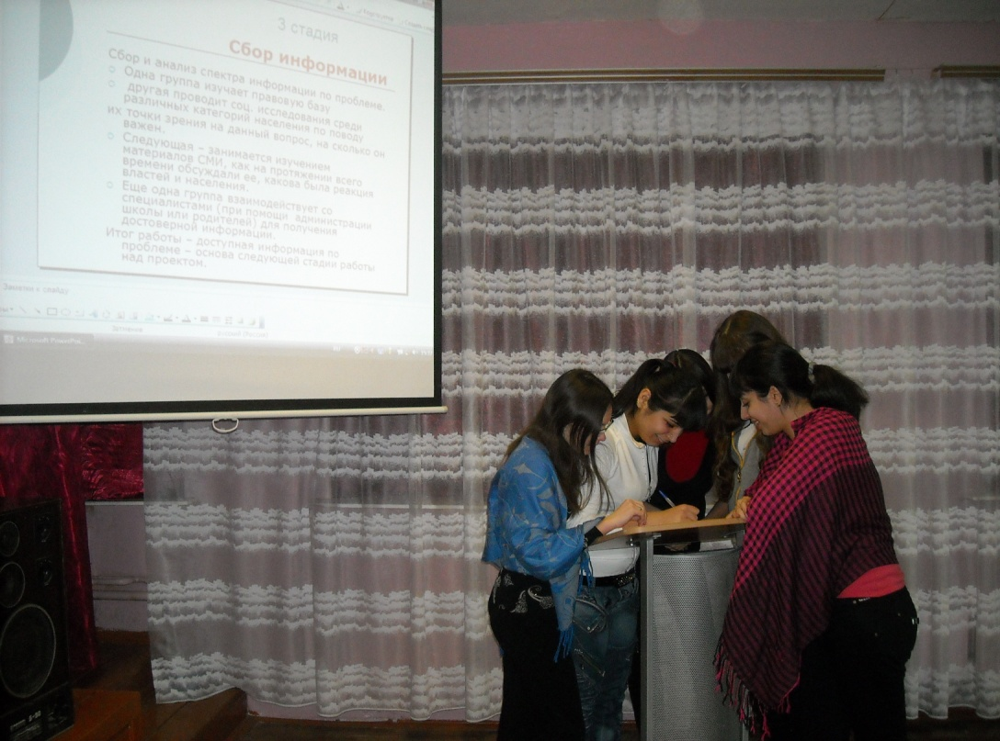 3 стадия
Сбор информации
Сбор и анализ спектра информации по проблеме.
Одна группа изучает правовую базу
другая проводит соц. исследования среди
различных категорий населения по поводу
их точки зрения на данный вопрос, на сколько он
важен.
Следующая – занимается изучением
материалов СМИ, как на протяжении всего
времени обсуждали ее, какова была реакция
властей и населения.
Еще одна группа взаимодействует со
специалистами (при помощи администрации
школы или родителей) для получения
достоверной информации.
Итог работы – доступная информация по
проблеме – основа следующей стадии работы
над проектом.
Заметки к слайду